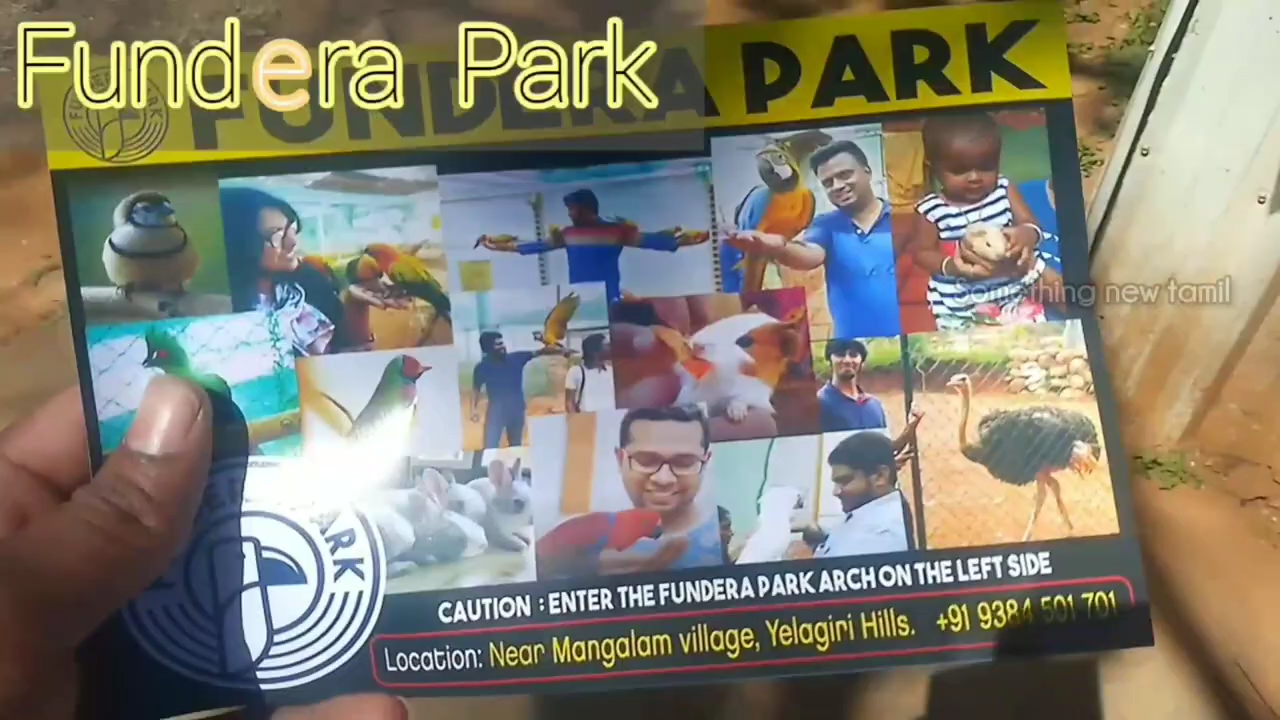 Fundera Park
FUNDERA PARK
Something new tamil
PARK
CAUTION : ENTER THE FUNDERA PARK ARCH ON THE LEFT SIDE
Location: Near Mangalam village, Yelagiri Hills. +91 9384 501 701